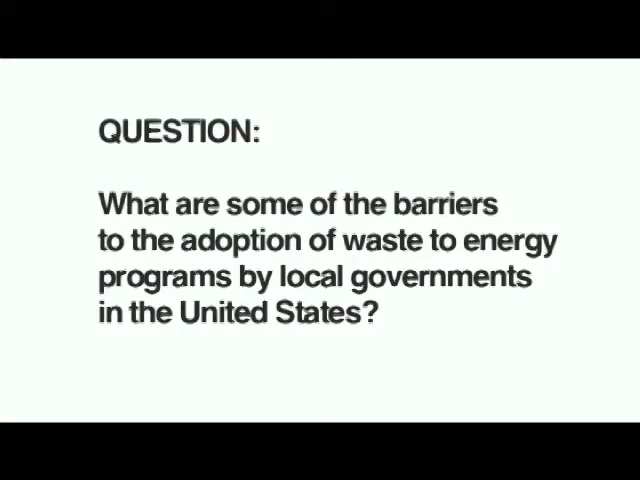 QUESTION:
What are some of the barriers
to the adoption of waste to energy
programs by local governments
in the United States?